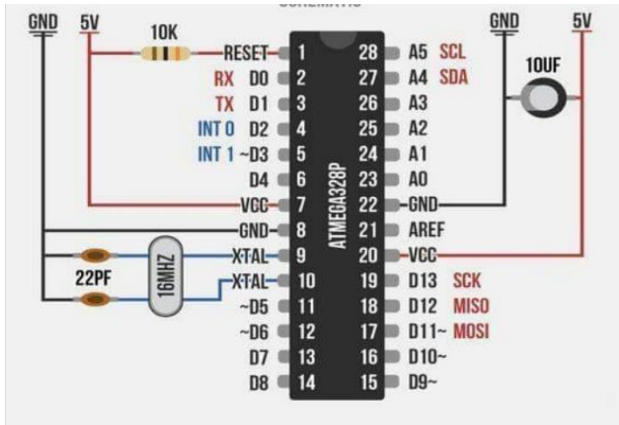 SCHEMATIC
GND 5V 10K GND 5V
RESET 1 28 A5 SCL
10UF
RX D0 2 27 A4 SDA
TX D1 3 26 A3
INT 0 D2 4 25 A2
INT 1 ~D3 5 24 A1
D4 6 23 A0
VCC 7 22 GND
GND 8 21 AREF
XTAL 9 20 VCC
22PF 16MHZ
XTAL 10 19 D13 SCK
~D5 11 18 D12 MISO
~D6 12 17 D11~ MOSI
D7 13 16 D10~
D8 14 15 D9~
ATMEGA328P